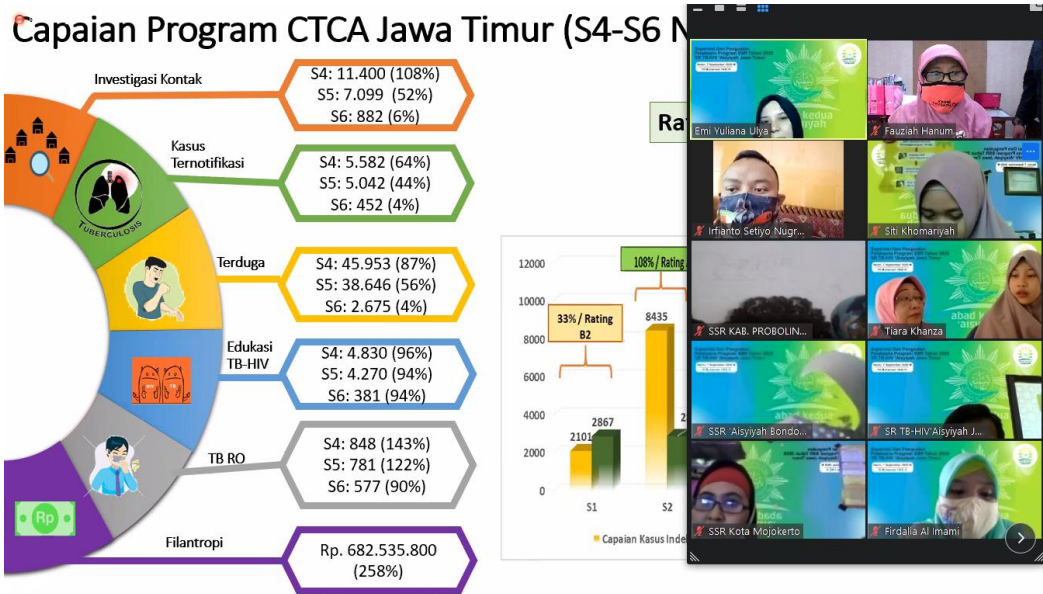 Capaian Program CTCA Jawa Timur (S4-S6 N
Investigasi Kontak
S4: 11.400 (108%)
S5: 7.099 (52%)
S6: 882 (6%)
Kasus
Ternotifikasi
S4: 5.582 (64%)
S5: 5.042 (44%)
S6: 452 (4%)
TUBERCULOSIS
Terduga
S4: 45.953 (87%)
S5: 38.646 (56%)
S6: 2.675 (4%)
Edukasi
TB-HIV
S4: 4.830 (96%)
S5: 4.270 (94%)
S6: 381 (94%)
HIV TB
TB RO
S4: 848 (143%)
S5: 781 (122%)
S6: 577 (90%)
Rp
Filantropi
Rp. 682.535.800
(258%)
Ra
12000
10000
8000
6000
4000
2000
0
33% / Rating
B2
108% / Rating
2101
2867
8435
S1
S2
Capaian Kasus Inde
Emi Yuliana Ulya
Fauziah Hanum
Irfianto Setiyo Nugr...
Siti Khomariyah
SSR KAB. PROBOLIN...
Tiara Khanza
SSR 'Aisyiyah Bondo...
SR TB-HIV'Aisyiyah J...
SSR Kota Mojokerto
Firdalia Al Imami